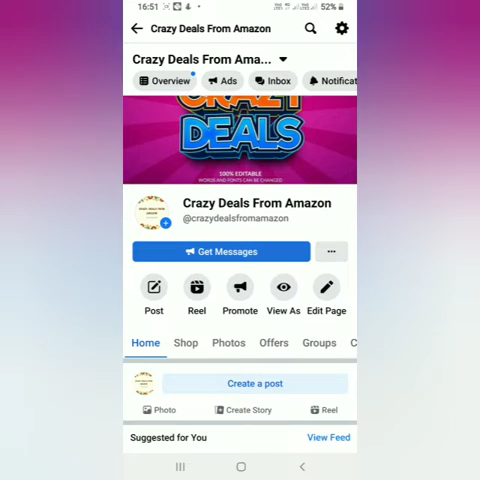 16:51 52%
Crazy Deals From Amazon
Crazy Deals From Ama...
Overview Ads Inbox Notificat
CRAZY
DEALS
100% EDITABLE
WORDS AND FONTS CAN BE CHANGED
Crazy Deals From Amazon
@crazydealsfromamazon
Get Messages ...
Post Reel Promote View As Edit Page
Home Shop Photos Offers Groups C
Create a post
Photo Create Story Reel
Suggested for You View Feed